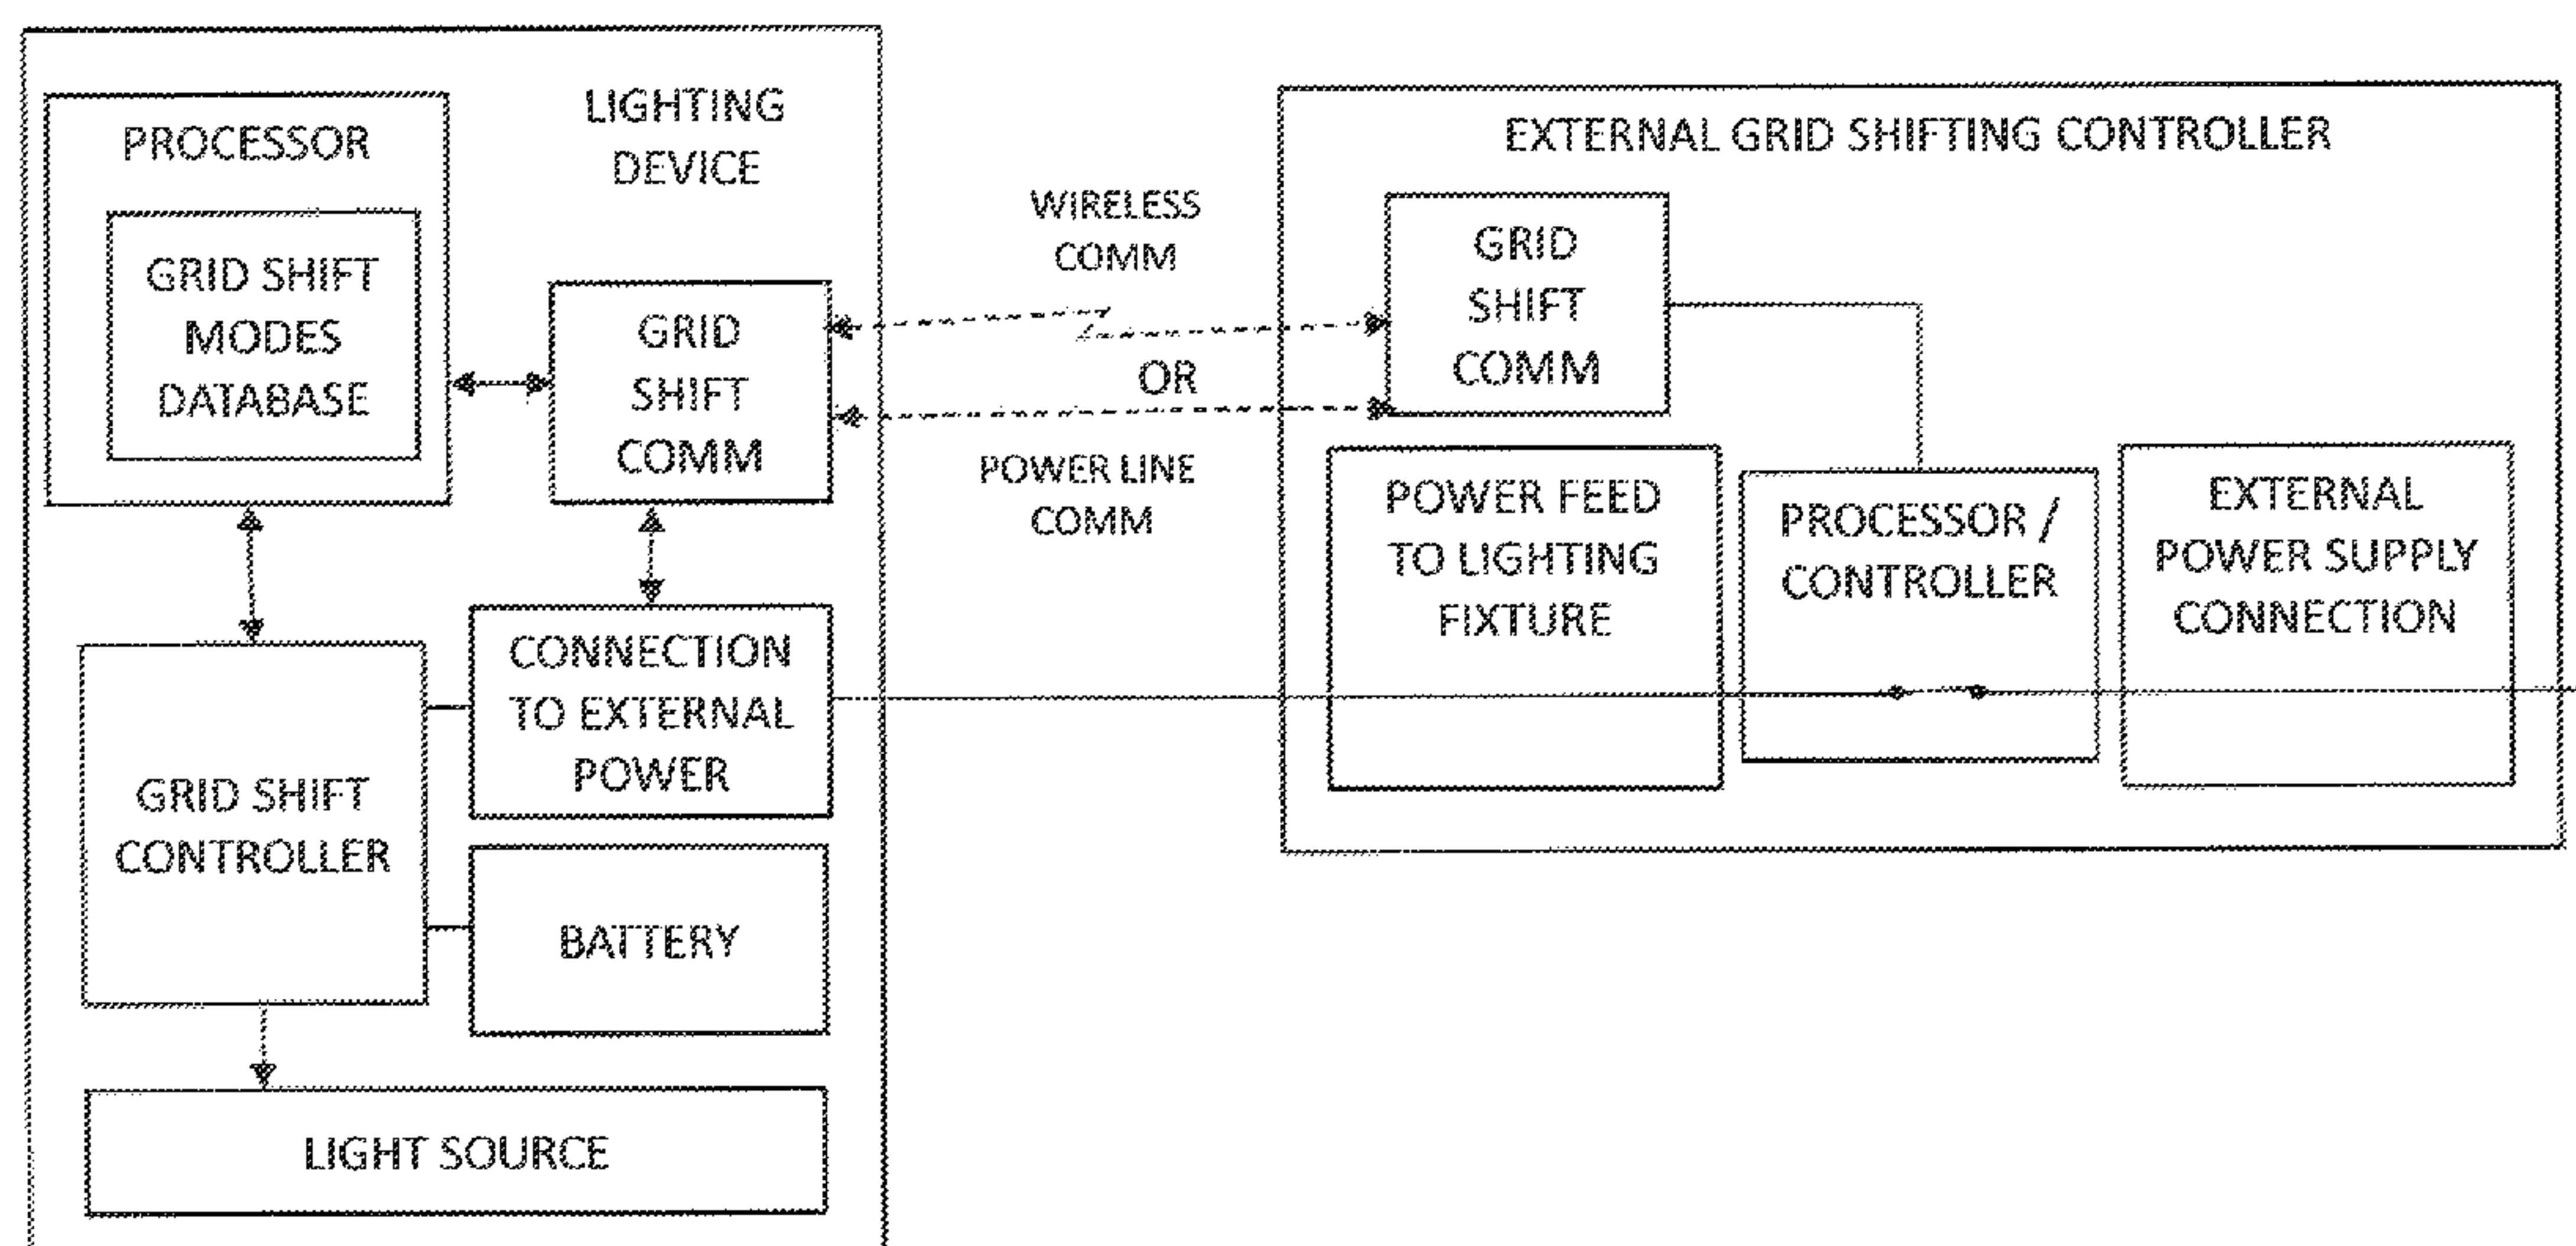 LIGHTING
DEVICE
PROCESSOR
GRID SHIFT
MODES
DATABASE
GRID
SHIFT
COMM
CONNECTION
TO EXTERNAL
POWER
GRID SHIFT
CONTROLLER
BATTERY
LIGHT SOURCE
WIRELESS
COMM
OR
POWER LINE
COMM
EXTERNAL GRID SHIFTING CONTROLLER
GRID
SHIFT
COMM
POWER FEED
TO LIGHTING
FIXTURE
PROCESSOR /
CONTROLLER
EXTERNAL
POWER SUPPLY
CONNECTION